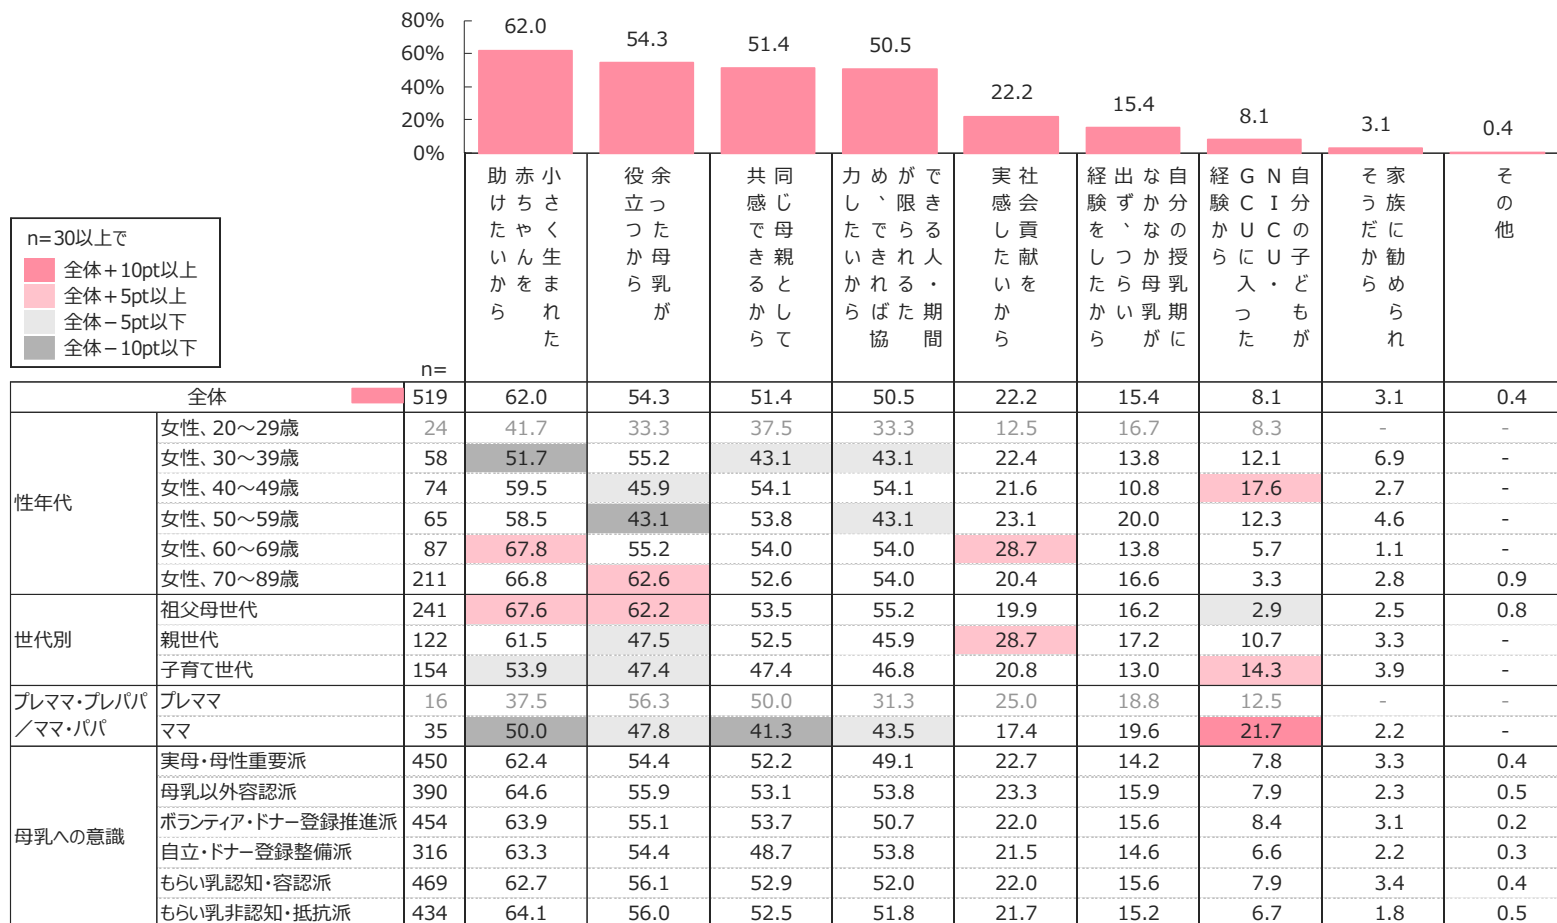 80%
60%
40%
20%
0%
62.0
54.3
51.4
50.5
22.2
15.4
8.1
3.1
0.4
小さく生まれた
赤ちゃんを
助けたいから
余った母乳が
役立つから
同じ母親として
共感できるから
できる人・期間
が限られるた
め、できれば協
力したいから
社会貢献を
実感したいから
自分の授乳期に
なかなか母乳が
出ず、つらい
経験をしたから
自分の子どもが
NICU・
GCUに入った
経験から
家族に勧められ
そうだから
その他
n=30以上で
全体+10pt以上
全体+5pt以上
全体-5pt以下
全体-10pt以下
n=
全体 519 62.0 54.3 51.4 50.5 22.2 15.4 8.1 3.1 0.4
性年代
女性、20~29歳 24 41.7 33.3 37.5 33.3 12.5 16.7 8.3 - -
女性、30~39歳 58 51.7 55.2 43.1 43.1 22.4 13.8 12.1 6.9 -
女性、40~49歳 74 59.5 45.9 54.1 54.1 21.6 10.8 17.6 2.7 -
女性、50~59歳 65 58.5 43.1 53.8 43.1 23.1 20.0 12.3 4.6 -
女性、60~69歳 87 67.8 55.2 54.0 54.0 28.7 13.8 5.7 1.1 -
女性、70~89歳 211 66.8 62.6 52.6 54.0 20.4 16.6 3.3 2.8 0.9
世代別
祖父母世代 241 67.6 62.2 53.5 55.2 19.9 16.2 2.9 2.5 0.8
親世代 122 61.5 47.5 52.5 45.9 28.7 17.2 10.7 3.3 -
子育て世代 154 53.9 47.4 47.4 46.8 20.8 13.0 14.3 3.9 -
プレママ・プレパパ
/ママ・パパ
プレママ 16 37.5 56.3 50.0 31.3 25.0 18.8 12.5 - -
ママ 35 50.0 47.8 41.3 43.5 17.4 19.6 21.7 2.2 -
母乳への意識
実母・母性重要派 450 62.4 54.4 52.2 49.1 22.7 14.2 7.8 3.3 0.4
母乳以外容認派 390 64.6 55.9 53.1 53.8 23.3 15.9 7.9 2.3 0.5
ボランティア・ドナー登録推進派 454 63.9 55.1 53.7 50.7 22.0 15.6 8.4 3.1 0.2
自立・ドナー登録整備派 316 63.3 54.4 48.7 53.8 21.5 14.6 6.6 2.2 0.3
もらい乳認知・容認派 469 62.7 56.1 52.9 52.0 22.0 15.6 7.9 3.4 0.4
もらい乳非認知・抵抗派 434 64.1 56.0 52.5 51.8 21.7 15.2 6.7 1.8 0.5